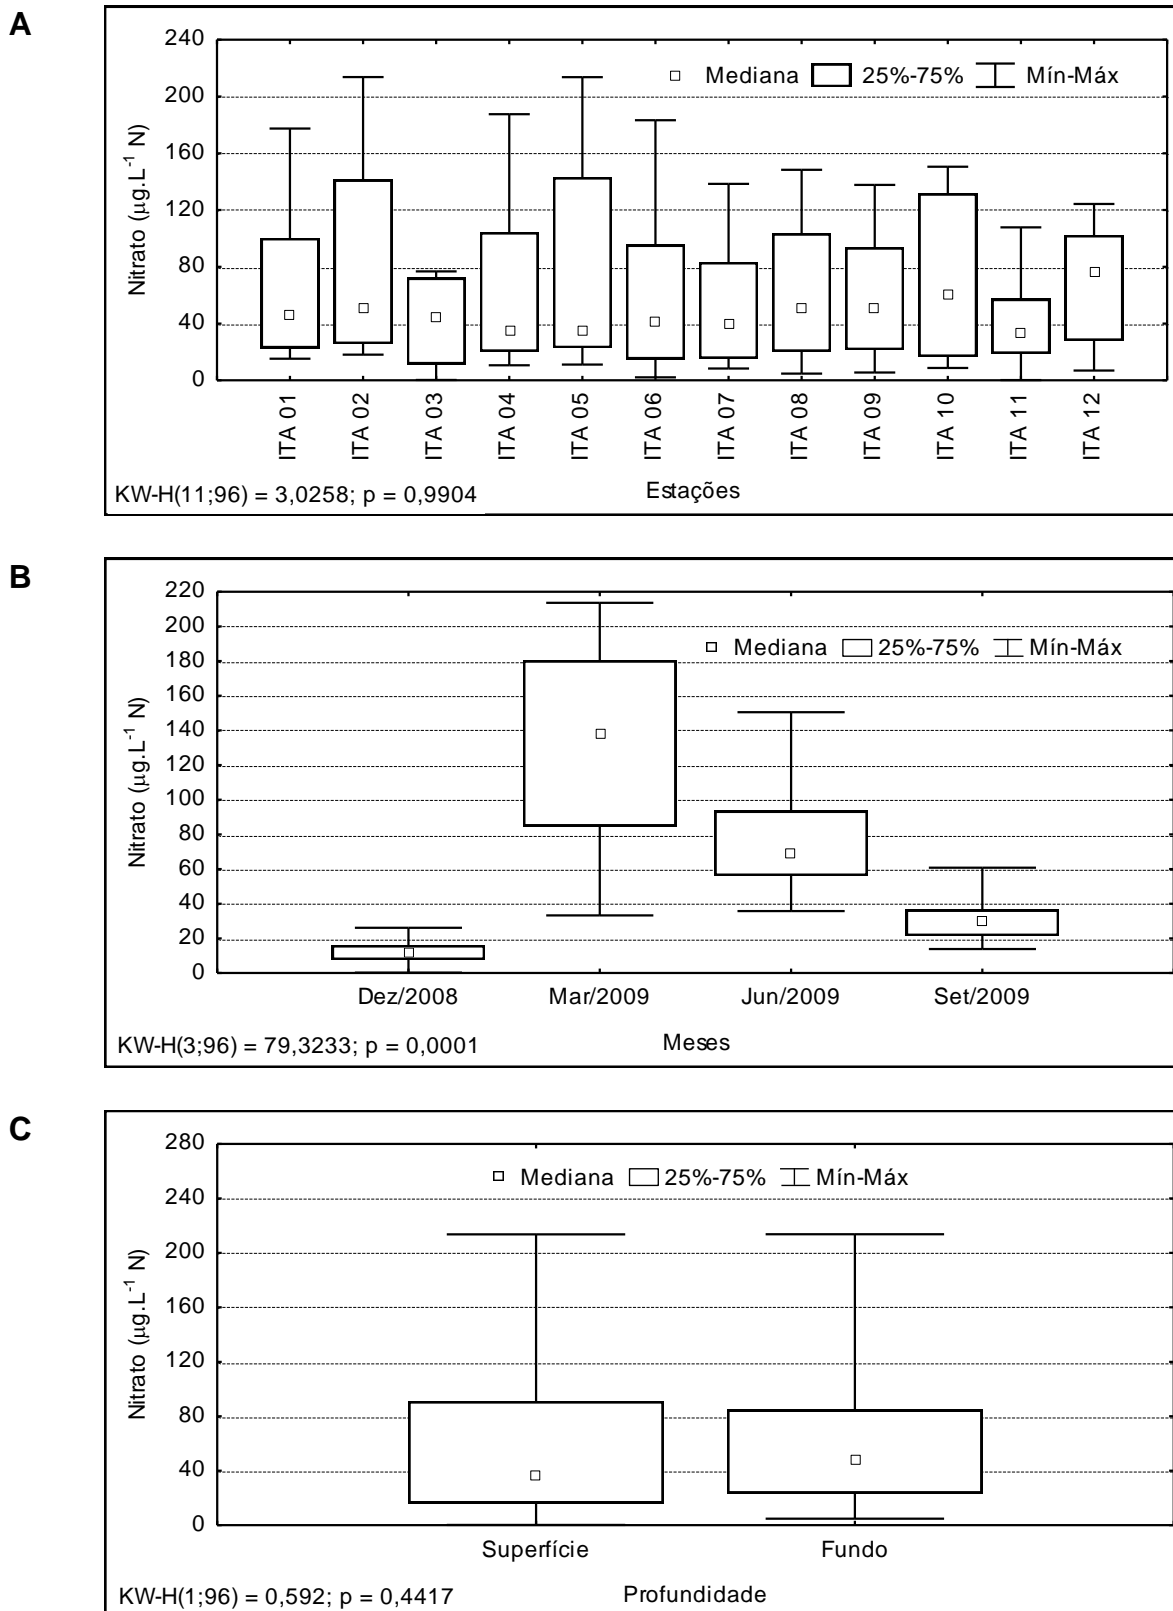 A
240
200
160
120
80
40
0
Nitrato (µg.L⁻¹ N)
Mediana 25%-75% Mín-Máx
ITA 01
ITA 02
ITA 03
ITA 04
ITA 05
ITA 06
ITA 07
ITA 08
ITA 09
ITA 10
ITA 11
ITA 12
Estações
KW-H(11;96) = 3,0258; p = 0,9904
B
220
200
180
160
140
120
100
80
60
40
20
0
Nitrato (µg.L⁻¹ N)
Mediana 25%-75% Mín-Máx
Dez/2008 Mar/2009 Jun/2009 Set/2009
Meses
KW-H(3;96) = 79,3233; p = 0,0001
C
280
240
200
160
120
80
40
0
Nitrato (µg.L⁻¹ N)
Mediana 25%-75% Mín-Máx
Superfície Fundo
Profundidade
KW-H(1;96) = 0,592; p = 0,4417